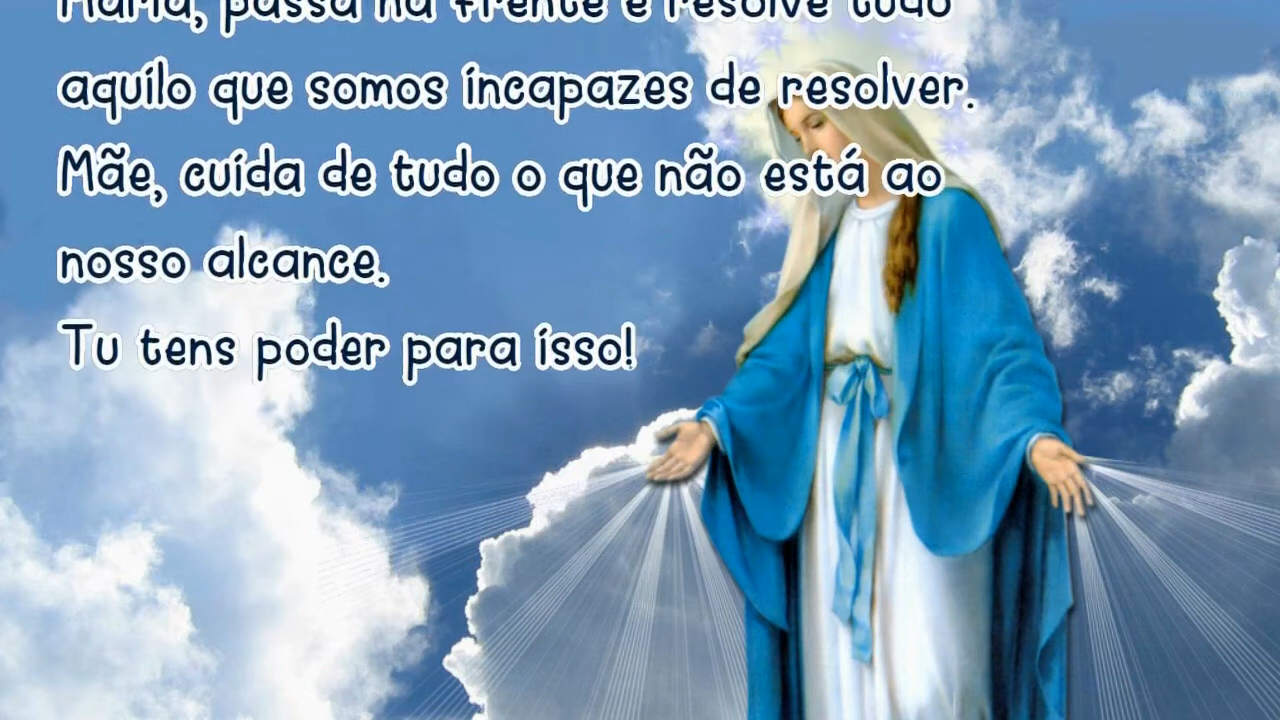 Maria, passa na frente e resolve tudo
aquilo que somos incapazes de resolver.
Mãe, cuida de tudo o que não está ao
nosso alcance.
Tu tens poder para isso!